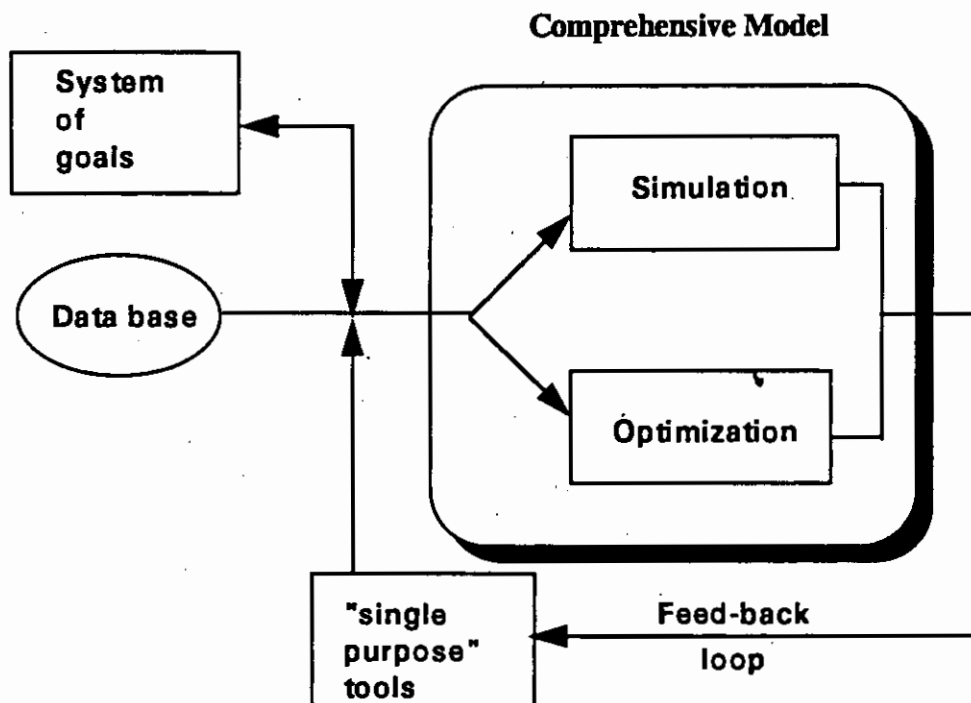 Comprehensive Model
System
of
goals
Simulation
Data base
Optimization
"single
purpose"
tools
Feed-back
loop